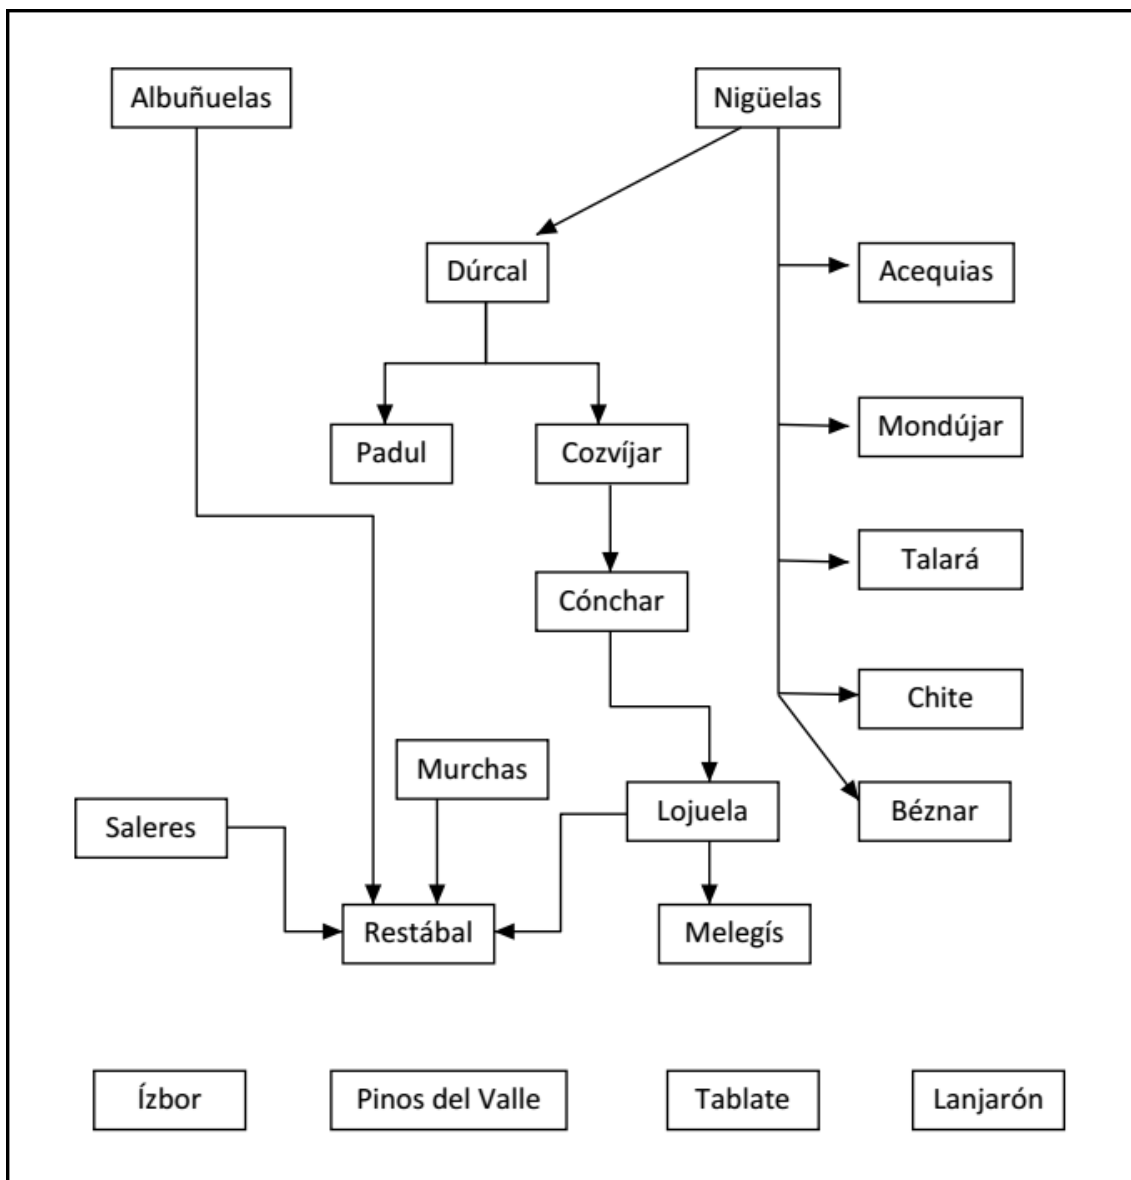 Albuñuelas
Nigüelas
Dúrcal
Acequias
Padul
Cozvíjar
Mondújar
Cónchar
Talará
Chite
Murchas
Saleres
Lojuela
Béznar
Restábal
Melegís
Ízbor
Pinos del Valle
Tablate
Lanjarón